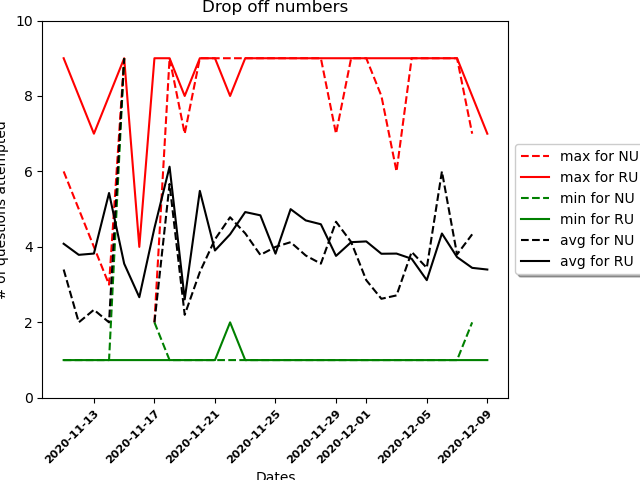 Drop off numbers
# of questions attempted
10
8
6
4
2
0
2020-11-13
2020-11-17
2020-11-21
2020-11-25
2020-11-29
2020-12-01
2020-12-05
2020-12-09
Dates
max for NU
max for RU
min for NU
min for RU
avg for NU
avg for RU